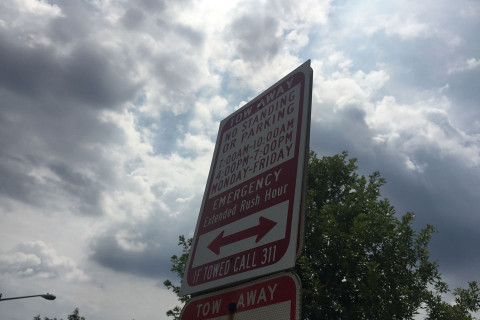 TOW AWAY
NO STANDING
OR PARKING
7:00AM-10:00AM
4:00PM-7:00PM
MONDAY-FRIDAY
EMERGENCY
Extended Rush Hour
IF TOWED CALL 311
TOW AWAY